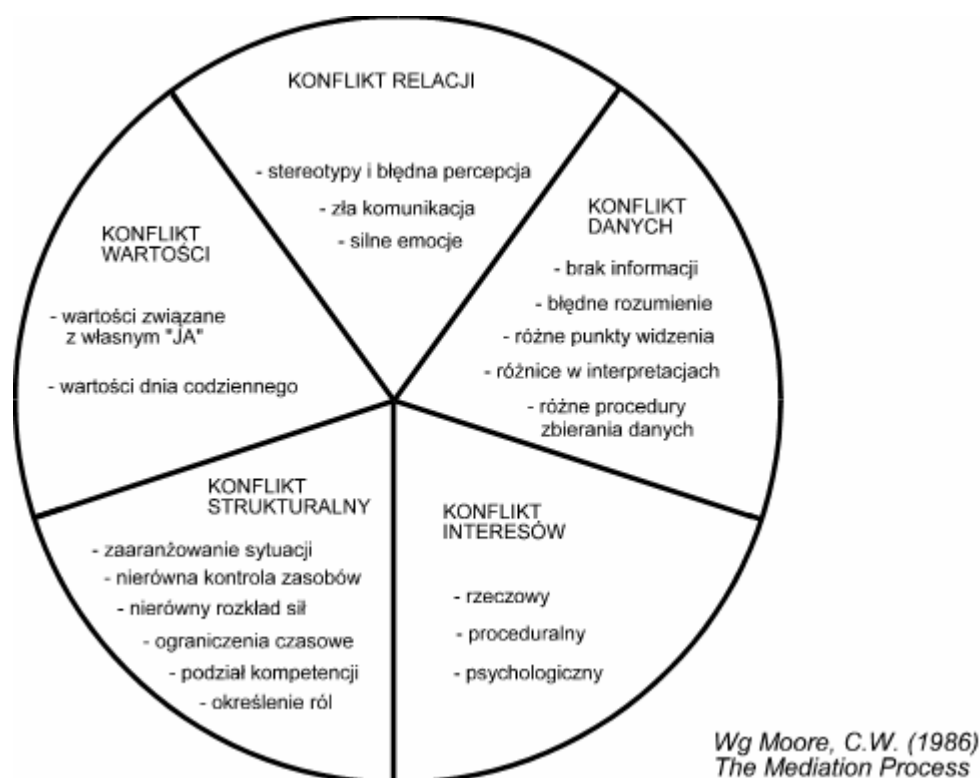 KONFLIKT RELACJI
- stereotypy i błędna percepcja
- zła komunikacja
- silne emocje
KONFLIKT
DANYCH
- brak informacji
- błędne rozumienie
- różne punkty widzenia
- różnice w interpretacjach
- różne procedury
zbierania danych
KONFLIKT
INTERESÓW
- rzeczowy
- proceduralny
- psychologiczny
KONFLIKT
STRUKTURALNY
- zaaranżowanie sytuacji
- nierówna kontrola zasobów
- nierówny rozkład sił
- ograniczenia czasowe
- podział kompetencji
- określenie ról
KONFLIKT
WARTOŚCI
- wartości związane
z własnym "JA"
- wartości dnia codziennego
Wg Moore, C.W. (1986)
The Mediation Process